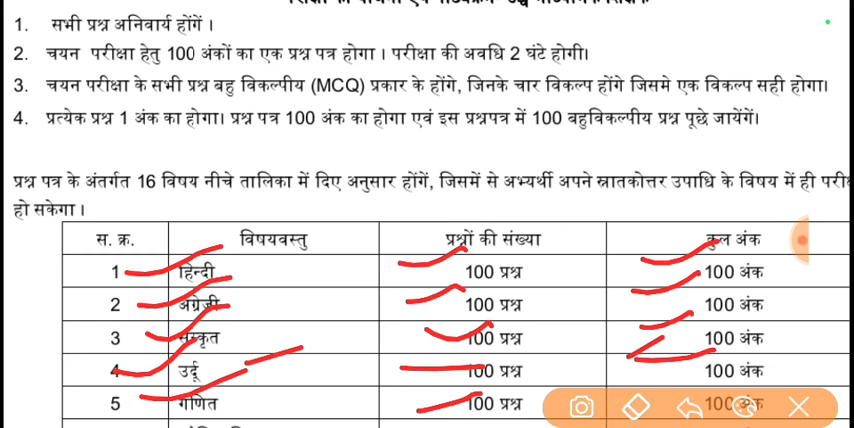 1. सभी प्रश्न अनिवार्य होंगें ।
2. चयन परीक्षा हेतु 100 अंकों का एक प्रश्न पत्र होगा । परीक्षा की अवधि 2 घंटे होगी।
3. चयन परीक्षा के सभी प्रश्न बहु विकल्पीय (MCQ) प्रकार के होंगे, जिनके चार विकल्प होंगे जिसमे एक विकल्प सही होगा।
4. प्रत्येक प्रश्न 1 अंक का होगा। प्रश्न पत्र 100 अंक का होगा एवं इस प्रश्नपत्र में 100 बहुविकल्पीय प्रश्न पूछे जायेंगें।
प्रश्न पत्र के अंतर्गत 16 विषय नीचे तालिका में दिए अनुसार होंगें, जिसमें से अभ्यर्थी अपने स्नातकोत्तर उपाधि के विषय में ही
हो सकेगा ।
स. क्र. विषयवस्तु प्रश्नों की संख्या कुल अंक
1 हिन्दी 100 प्रश्न 100 अंक
2 अंग्रेजी 100 प्रश्न 100 अंक
3 संस्कृत 100 प्रश्न 100 अंक
4 उर्दू 100 प्रश्न 100 अंक
5 गणित 100 प्रश्न 100 अंक